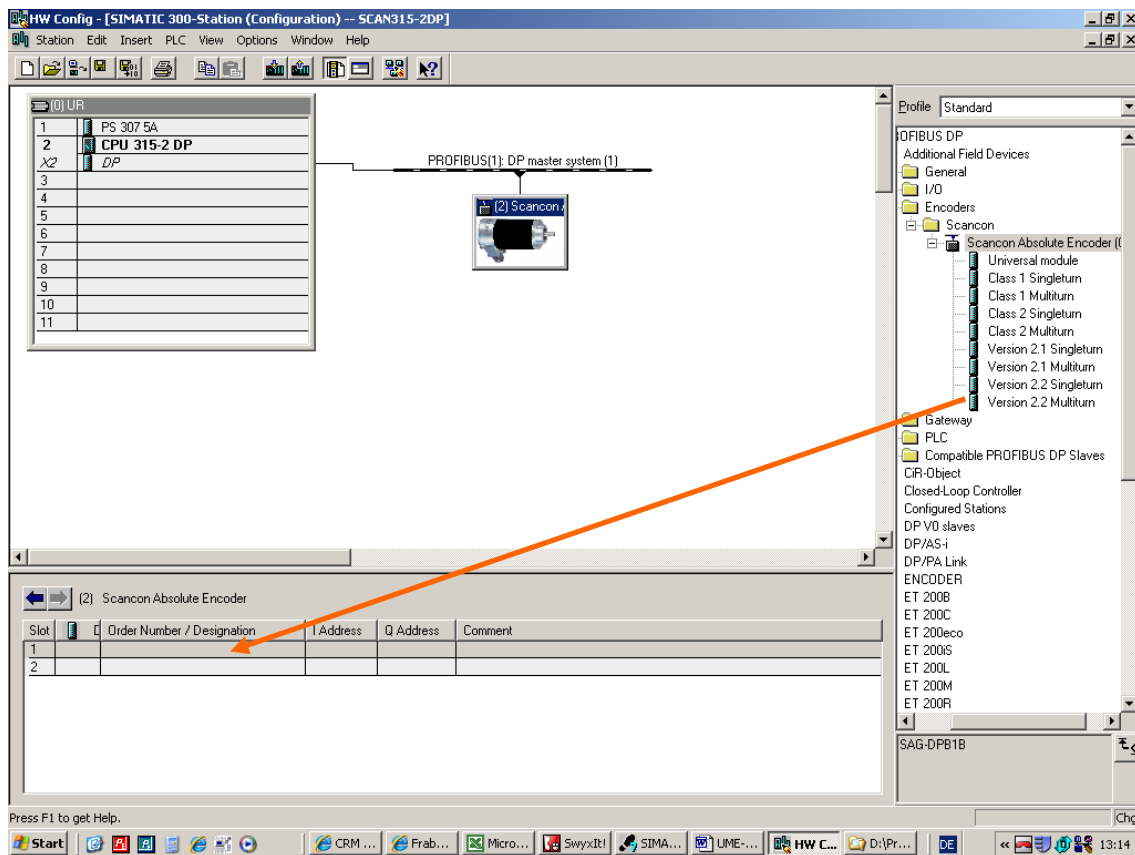 HW Config - [SIMATIC 300-Station (Configuration) -- SCAN315-2DP]
Station Edit Insert PLC View Options Window Help
(0) UR
1 PS 307 5A
2 CPU 315-2 DP
X2 DP
3
4
5
6
7
8
9
10
11
PROFIBUS(1): DP master system (1)
(2) Scancon
Profile Standard
OFIBUS DP
Additional Field Devices
General
I/O
Encoders
Scancon
Scancon Absolute Encoder
Universal module
Class 1 Singleturn
Class 1 Multiturn
Class 2 Singleturn
Class 2 Multiturn
Version 2.1 Singleturn
Version 2.1 Multiturn
Version 2.2 Singleturn
Version 2.2 Multiturn
Gateway
PLC
Compatible PROFIBUS DP Slaves
CiR-Object
Closed-Loop Controller
Configured Stations
DP V0 slaves
DP/AS-i
DP/PA Link
ENCODER
ET 200B
ET 200C
ET 200eco
ET 200iS
ET 200L
ET 200M
ET 200R
SAG-DPB1B
(2) Scancon Absolute Encoder
Slot D Order Number / Designation I Address Q Address Comment
1
2
Press F1 to get Help.
Chg
Start CRM ... Frab... Micro... SwyxIt! SIMA... UME-... HW C... D:\Pr... DE « 13:14